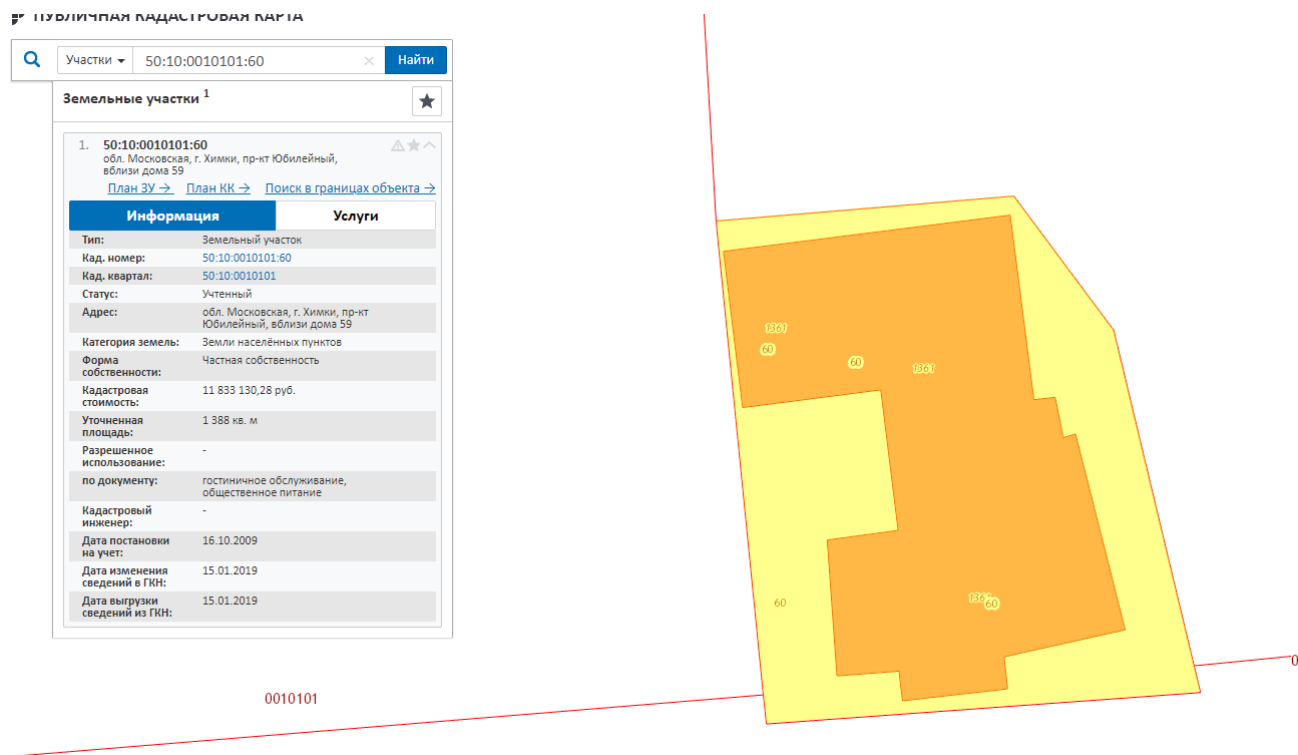 ПУБЛИЧНАЯ КАДАСТРОВАЯ КАРТА
Участки 50:10:0010101:60 × Найти
Земельные участки 1
1. 50:10:0010101:60
обл. Московская, г. Химки, пр-кт Юбилейный,
вблизи дома 59
План ЗУ → План КК → Поиск в границах объекта →
Информация Услуги
Тип: Земельный участок
Кад. номер: 50:10:0010101:60
Кад. квартал: 50:10:0010101
Статус: Учтенный
Адрес: обл. Московская, г. Химки, пр-кт
Юбилейный, вблизи дома 59
Категория земель: Земли населённых пунктов
Форма Частная собственность
собственности:
Кадастровая 11 833 130,28 руб.
стоимость:
Уточненная 1 388 кв. м
площадь:
Разрешенное -
использование:
по документу: гостиничное обслуживание,
общественное питание
Кадастровый -
инженер:
Дата постановки 16.10.2009
на учет:
Дата изменения 15.01.2019
сведений в ГКН:
Дата выгрузки 15.01.2019
сведений из ГКН:
1361
60
60
1361
60
60
0
0010101